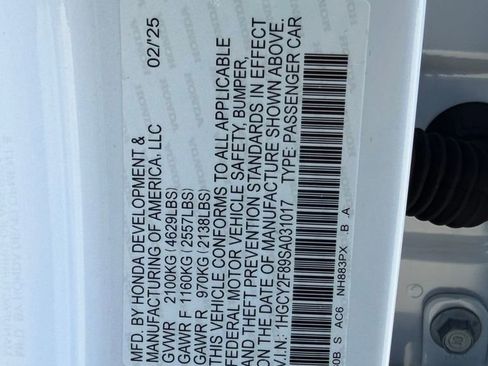 MFD. BY HONDA DEVELOPMENT &
MANUFACTURING OF AMERICA, LLC 02/'25
GVWR 2100KG (4629LBS)
GAWR F 1160KG (2557LBS)
GAWR R 970KG (2138LBS)
THIS VEHICLE CONFORMS TO ALL APPLICABLE
FEDERAL MOTOR VEHICLE SAFETY, BUMPER,
AND THEFT PREVENTION STANDARDS IN EFFECT
ON THE DATE OF MANUFACTURE SHOWN ABOVE.
V.I.N: 1HGCY2F89SA031017 TYPE: PASSENGER CAR
0B S AC6 NH883PX .B A